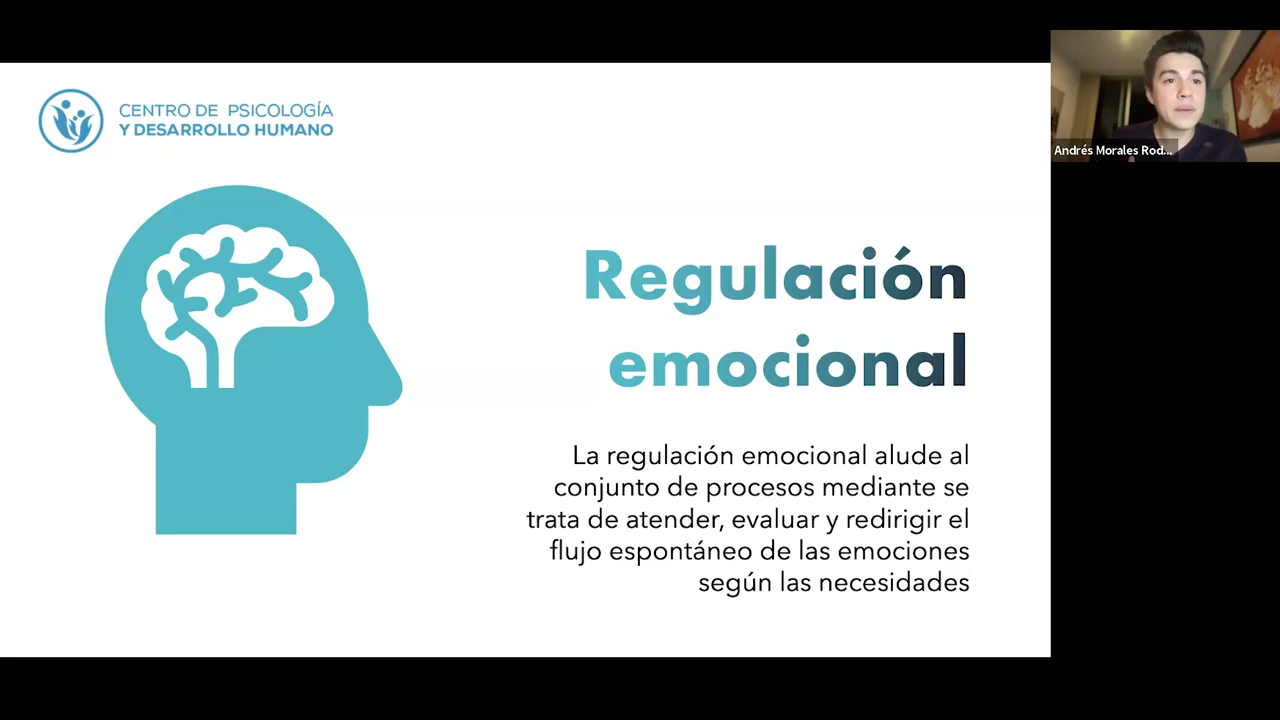 CENTRO DE PSICOLOGÍA
Y DESARROLLO HUMANO
Andrés Morales Rod...
Regulación
emocional
La regulación emocional alude al
conjunto de procesos mediante se
trata de atender, evaluar y redirigir el
flujo espontáneo de las emociones
según las necesidades